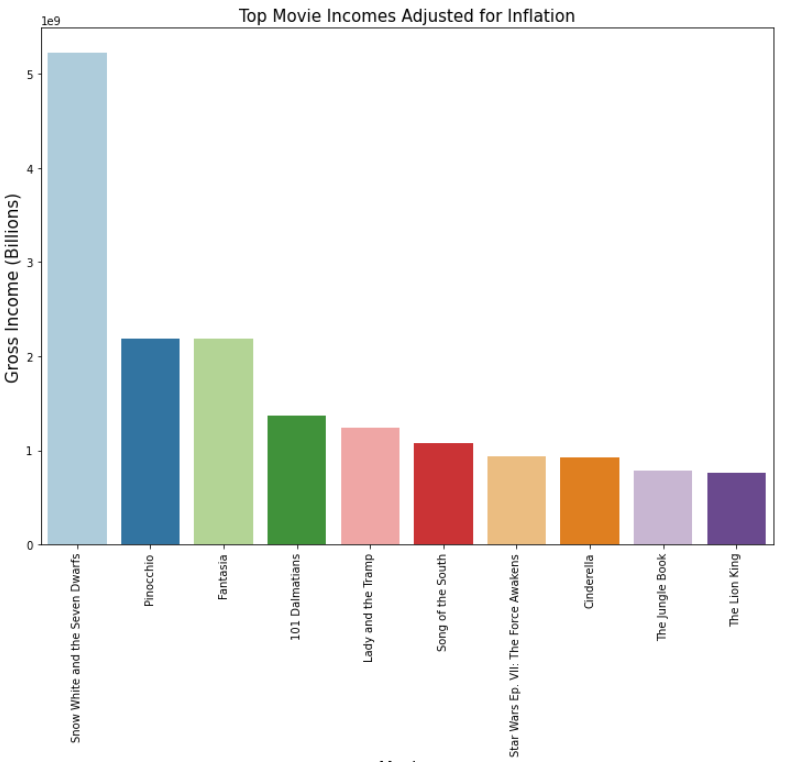 Top Movie Incomes Adjusted for Inflation
1e9
5
4
3
2
1
0
Gross Income (Billions)
Snow White and the Seven Dwarfs
Pinocchio
Fantasia
101 Dalmatians
Lady and the Tramp
Song of the South
Star Wars Ep. VII: The Force Awakens
Cinderella
The Jungle Book
The Lion King